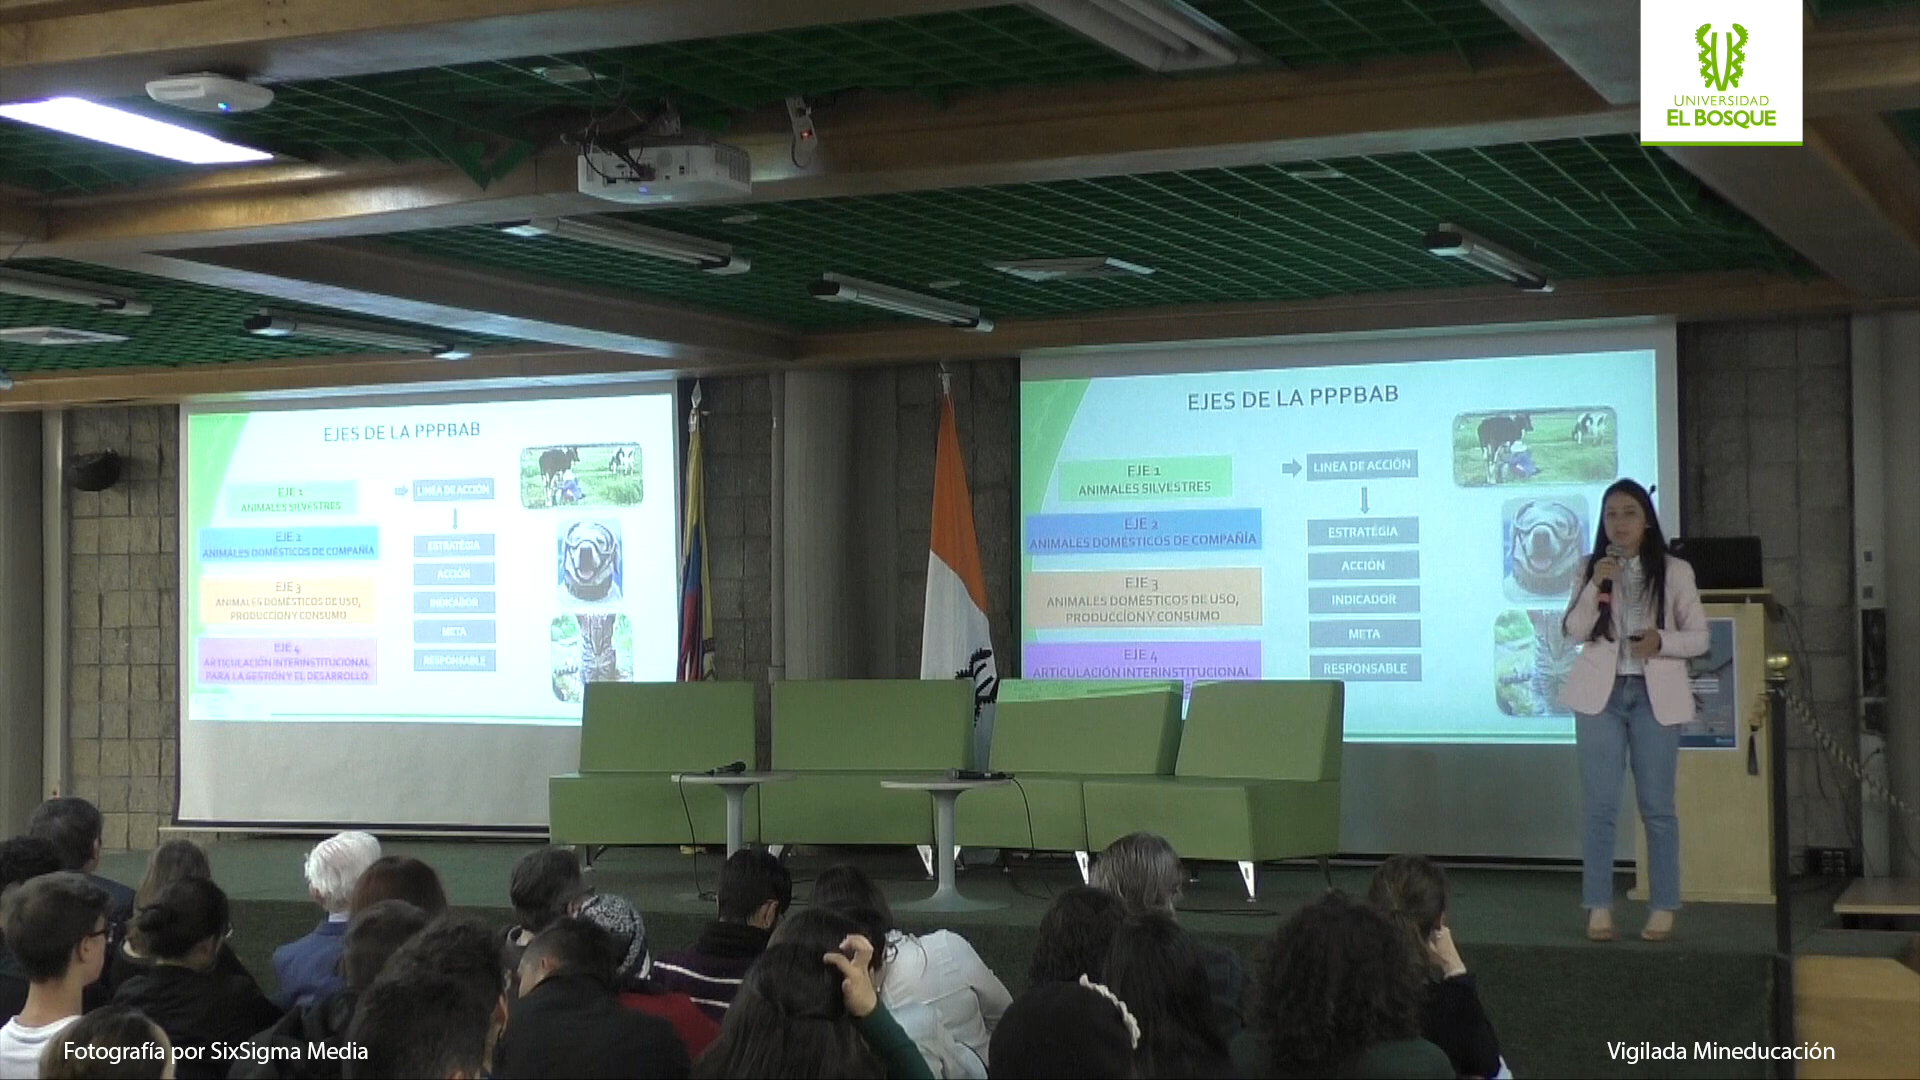 UNIVERSIDAD
EL BOSQUE
EJES DE LA PPPBAB
EJE 1
ANIMALES SILVESTRES
EJE 2
ANIMALES DOMÉSTICOS DE COMPAÑÍA
EJE 3
ANIMALES DOMÉSTICOS DE USO,
PRODUCCIÓN Y CONSUMO
EJE 4
ARTICULACIÓN INTERINSTITUCIONAL
PARA LA GESTIÓN Y EL DESARROLLO
LINEA DE ACCIÓN
ESTRATÉGIA
ACCIÓN
INDICADOR
META
RESPONSABLE
EJES DE LA PPPBAB
EJE 1
ANIMALES SILVESTRES
EJE 2
ANIMALES DOMÉSTICOS DE COMPAÑÍA
EJE 3
ANIMALES DOMÉSTICOS DE USO,
PRODUCCIÓN Y CONSUMO
EJE 4
ARTICULACIÓN INTERINSTITUCIONAL
LINEA DE ACCIÓN
ESTRATÉGIA
ACCIÓN
INDICADOR
META
RESPONSABLE
Fotografía por SixSigma Media
Vigilada Mineducación